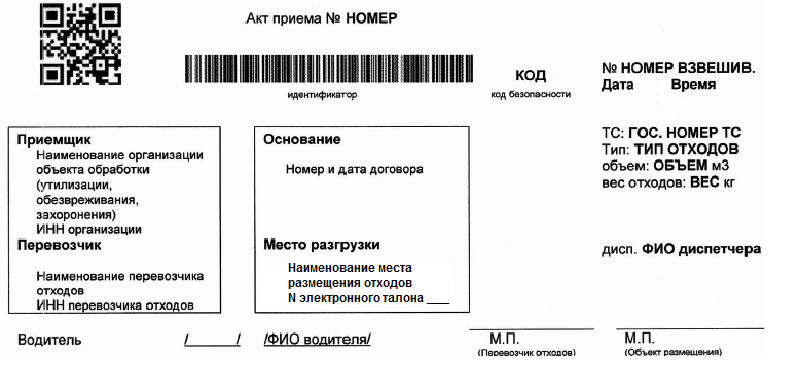 Акт приема № НОМЕР
идентификатор
КОД
код безопасности
№ НОМЕР ВЗВЕШИВ.
Дата Время
Приемщик
Наименование организации
объекта обработки
(утилизации,
обезвреживания,
захоронения)
ИНН организации
Перевозчик
Наименование перевозчика
отходов
ИНН перевозчика отходов
Основание
Номер и дата договора
Место разгрузки
Наименование места
размещения отходов
N электронного талона ___
ТС: ГОС. НОМЕР ТС
Тип: ТИП ОТХОДОВ
объем: ОБЪЕМ м3
вес отходов: ВЕС кг
дисп. ФИО диспетчера
Водитель /______/ /ФИО водителя/
М.П.
(Перевозчик отходов)
М.П.
(Объект размещения)